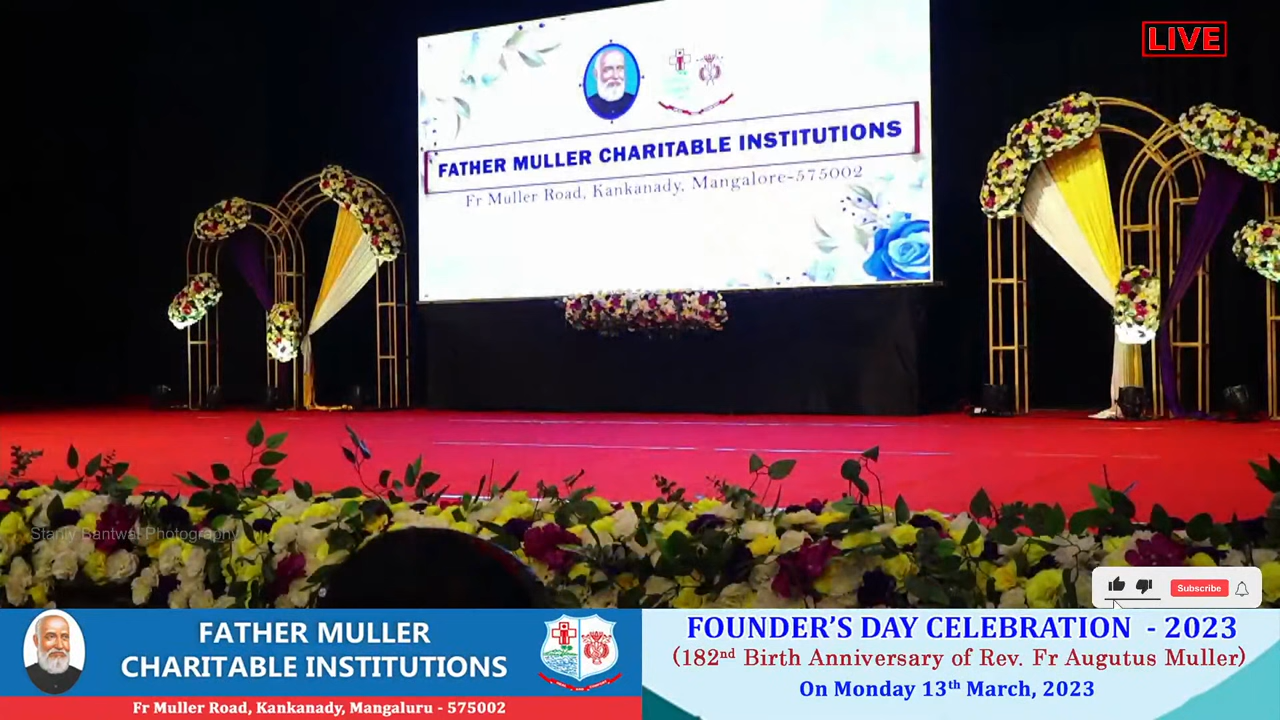 LIVE
FATHER MULLER CHARITABLE INSTITUTIONS
Fr Muller Road, Kankanady, Mangalore-575002
Stanly Bantwal Photography
Subscribe
FATHER MULLER
CHARITABLE INSTITUTIONS
Fr Muller Road, Kankanady, Mangaluru - 575002
FOUNDER'S DAY CELEBRATION - 2023
(182nd Birth Anniversary of Rev. Fr Augutus Muller)
On Monday 13th March, 2023